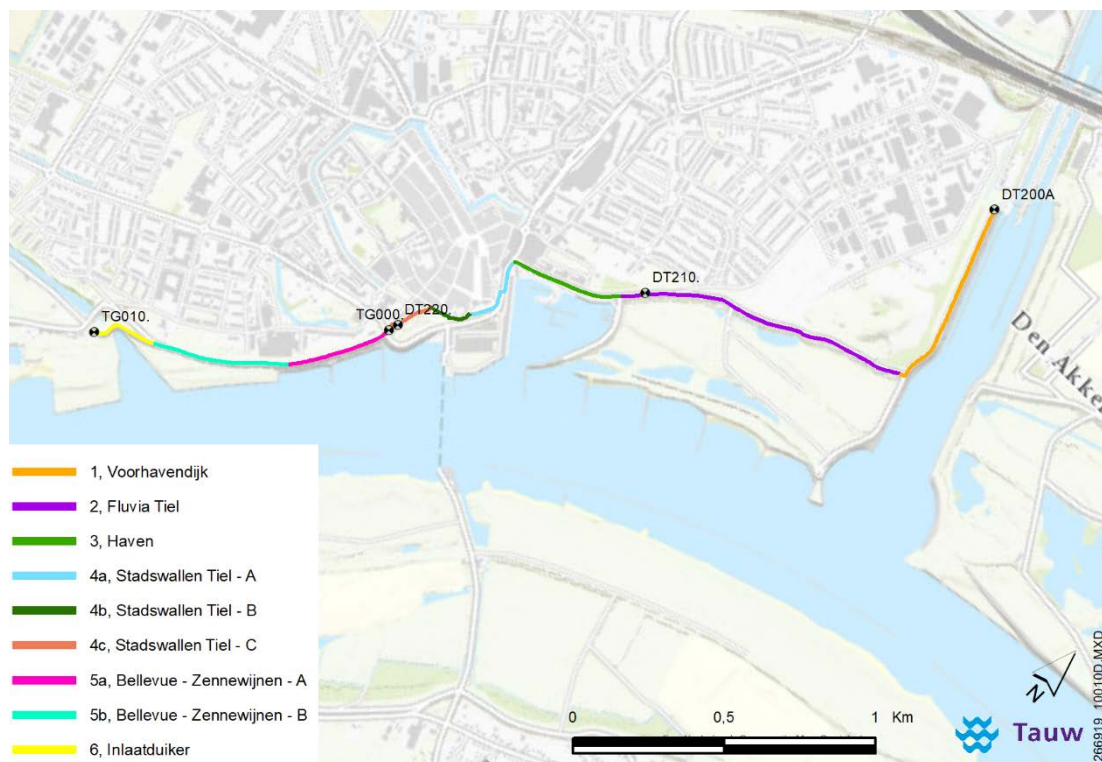 DT200A
DT210.
TG010.
TG000.
DT220.
Den Akker
1, Voorhavendijk
2, Fluvia Tiel
3, Haven
4a, Stadswallen Tiel - A
4b, Stadswallen Tiel - B
4c, Stadswallen Tiel - C
5a, Bellevue - Zennewijnen - A
5b, Bellevue - Zennewijnen - B
6, Inlaatduiker
0 0,5 1 Km
N
Tauw
266919_10010D.MXD